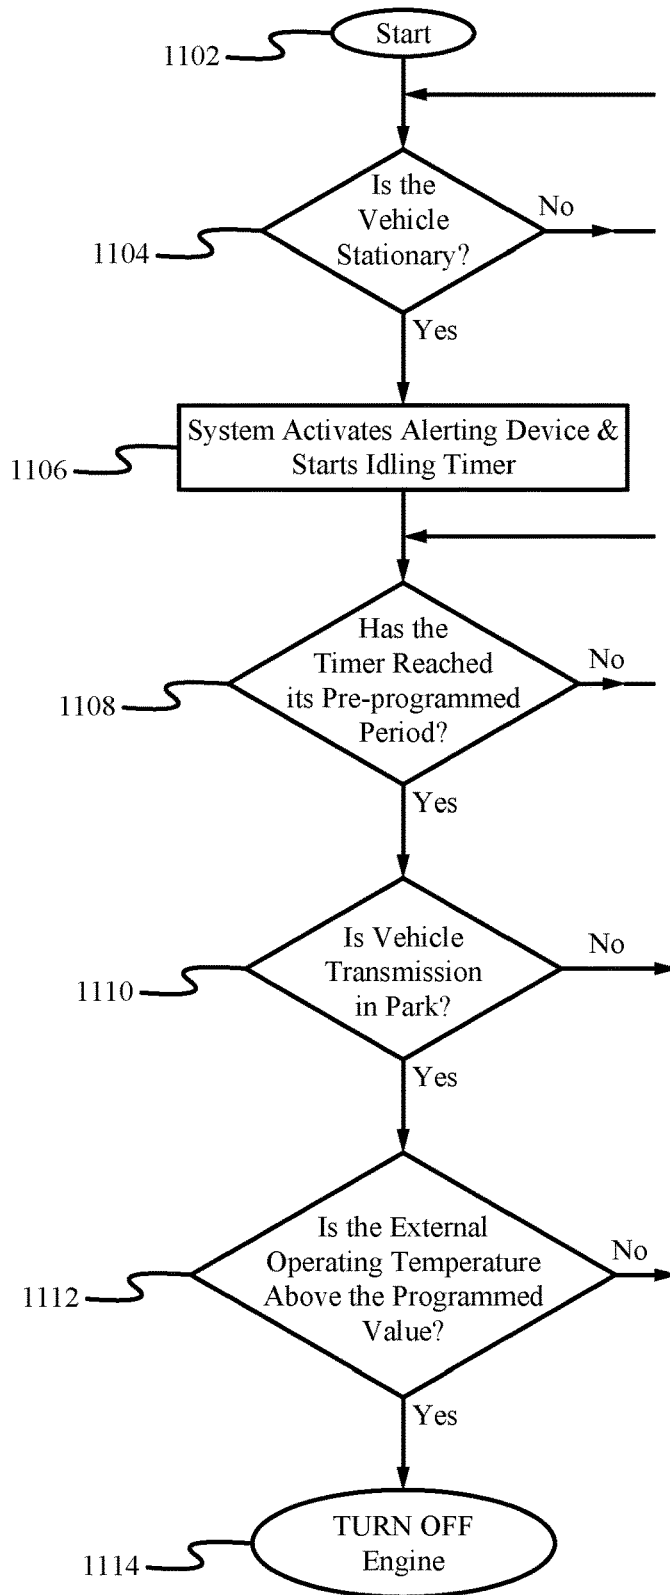 Start
1102
Is the
Vehicle
Stationary?
No
1104
Yes
System Activates Alerting Device &
Starts Idling Timer
1106
Has the
Timer Reached
its Pre-programmed
Period?
No
1108
Yes
Is Vehicle
Transmission
in Park?
No
1110
Yes
Is the External
Operating Temperature
Above the Programmed
Value?
No
1112
Yes
TURN OFF
Engine
1114